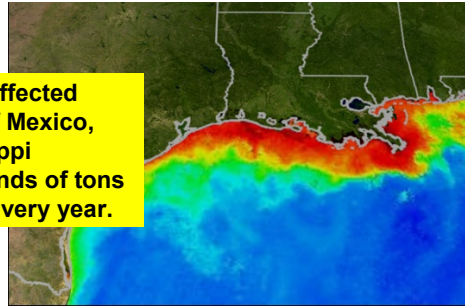 ffected
Mexico,
ppi
nds of tons
very year.